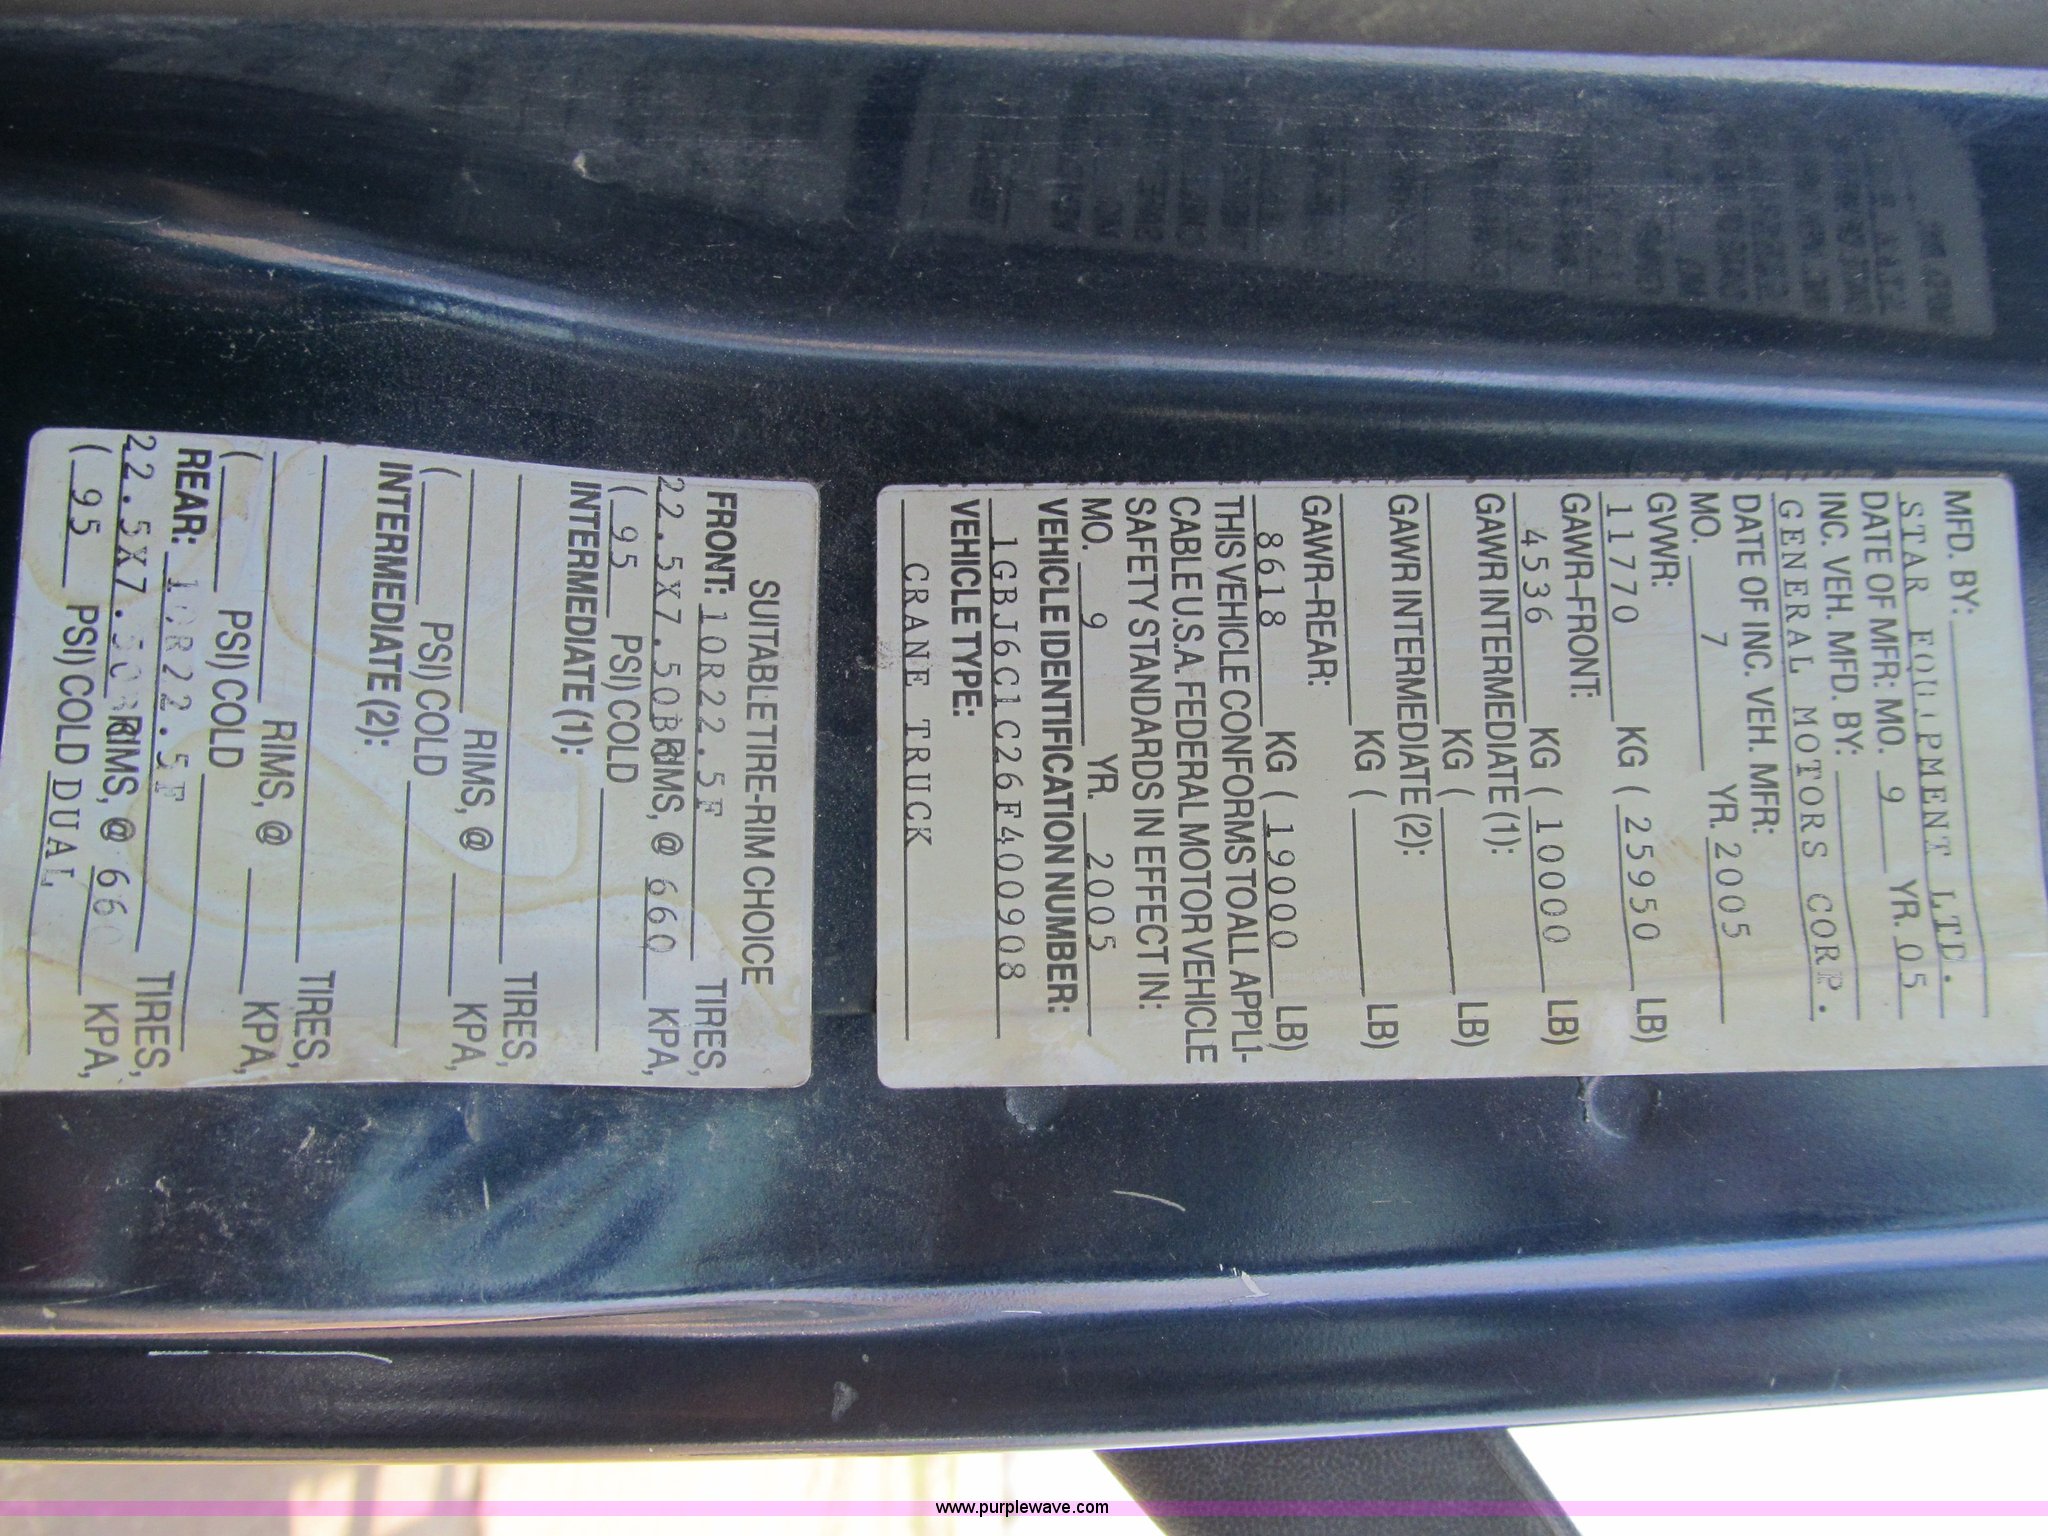 MFD. BY:
STAR EQUIPMENT LTD.
DATE OF MFR: MO. 9 YR. 05
INC. VEH. MFD. BY:
GENERAL MOTORS CORP.
DATE OF INC. VEH. MFR:
MO. 7 YR. 2005
GVWR:
11770 KG ( 25950 LB)
GAWR-FRONT:
4536 KG ( 10000 LB)
GAWR INTERMEDIATE (1):
KG ( LB)
GAWR INTERMEDIATE (2):
KG ( LB)
GAWR-REAR:
8618 KG ( 19000 LB)
THIS VEHICLE CONFORMS TO ALL APPLI-
CABLE U.S.A. FEDERAL MOTOR VEHICLE
SAFETY STANDARDS IN EFFECT IN:
MO. 9 YR. 2005
VEHICLE IDENTIFICATION NUMBER:
1GBJ6C1C26F400908
VEHICLE TYPE:
CRANE TRUCK
SUITABLE TIRE-RIM CHOICE
FRONT: 10R22.5F TIRES,
22.5X7.50BD RIMS, @ 660 KPA,
( 95 PSI) COLD
INTERMEDIATE (1):
TIRES,
RIMS, @ KPA,
( PSI) COLD
INTERMEDIATE (2):
TIRES,
RIMS, @ KPA,
( PSI) COLD
REAR: 10R22.5F TIRES,
RIMS, @ 660 KPA,
( 95 PSI) COLD DUAL
www.purplewave.com